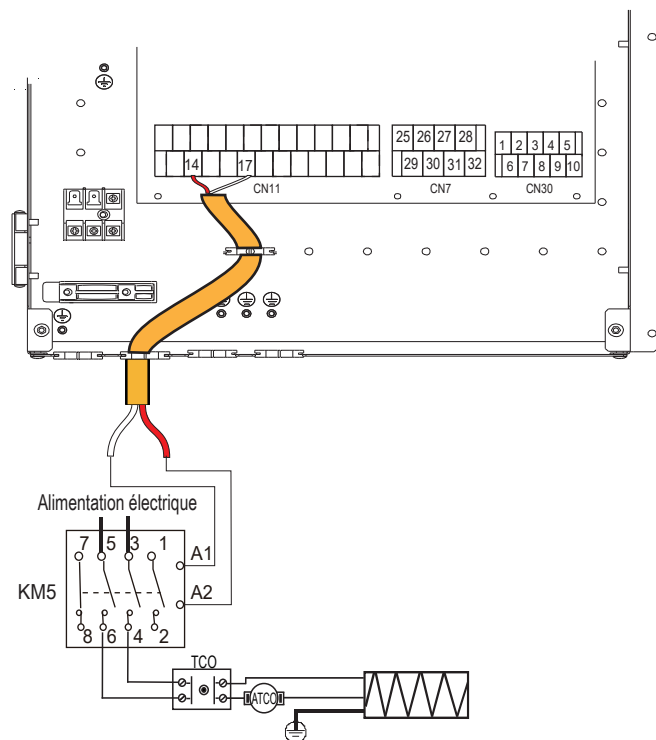 25 26 27 28
1 2 3 4 5
14 17
29 30 31 32
6 7 8 9 10
CN11
CN7
CN30
Alimentation électrique
7 5 3 1
A1
KM5
A2
8 6 4 2
TCO
ATCO